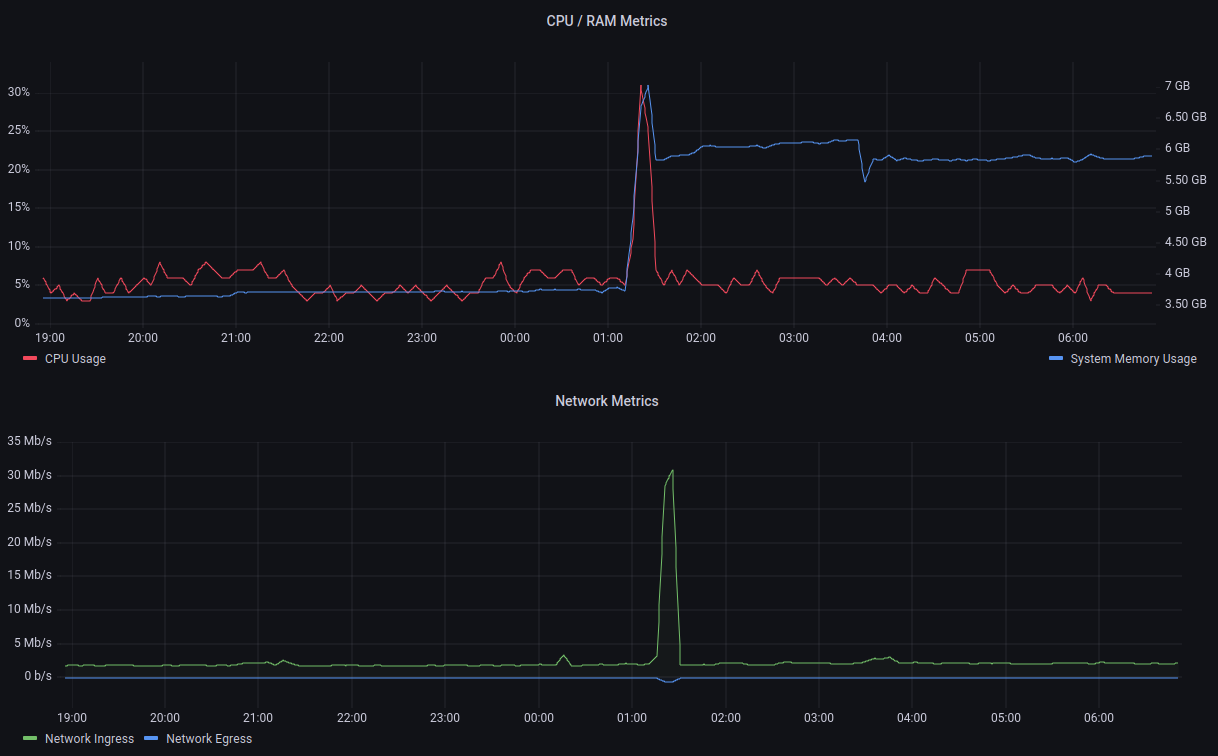 CPU / RAM Metrics
30% 7 GB
25% 6.50 GB
20% 6 GB
15% 5.50 GB
10% 5 GB
5% 4.50 GB
0% 4 GB
3.50 GB
19:00 20:00 21:00 22:00 23:00 00:00 01:00 02:00 03:00 04:00 05:00 06:00
CPU Usage System Memory Usage
Network Metrics
35 Mb/s
30 Mb/s
25 Mb/s
20 Mb/s
15 Mb/s
10 Mb/s
5 Mb/s
0 b/s
19:00 20:00 21:00 22:00 23:00 00:00 01:00 02:00 03:00 04:00 05:00 06:00
Network Ingress Network Egress